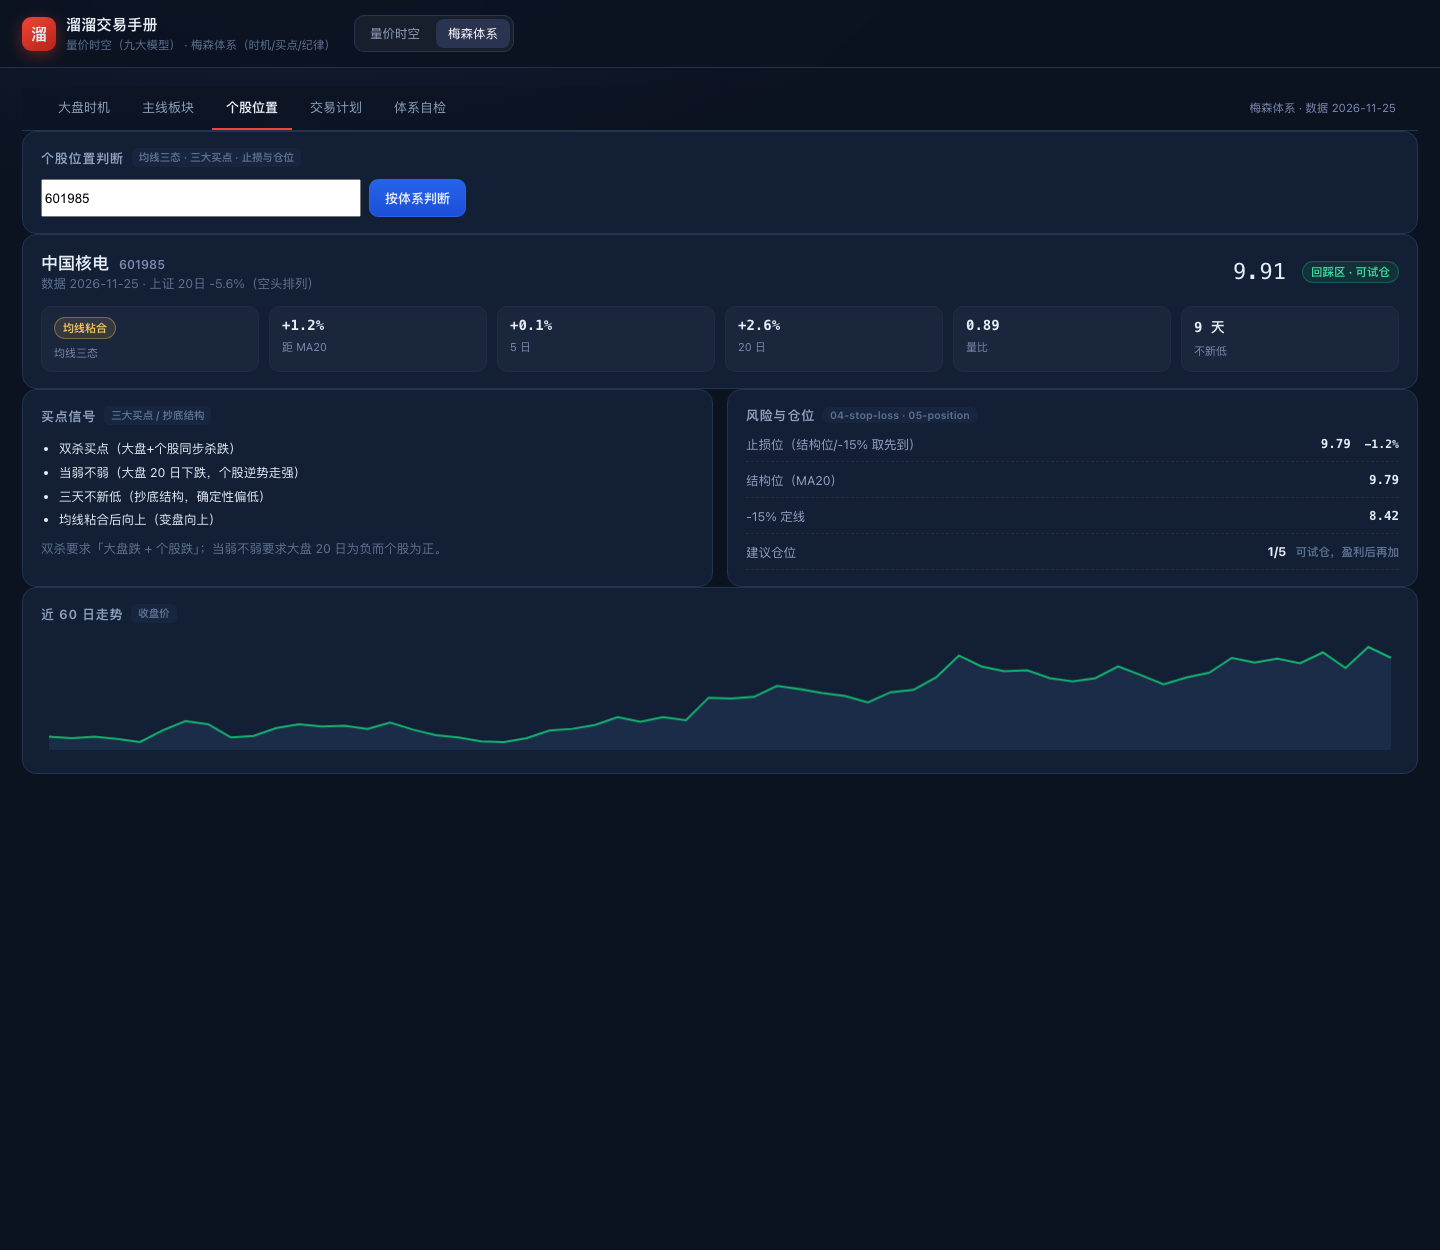 溜
溜溜交易手册
量价时空（九大模型） · 梅森体系（时机/买点/纪律）
量价时空
梅森体系
大盘时机
主线板块
个股位置
交易计划
体系自检
梅森体系 · 数据 2026-11-25
个股位置判断
均线三态 · 三大买点 · 止损与仓位
601985
按体系判断
中国核电 601985
数据 2026-11-25 · 上证 20日 -5.6%（空头排列）
9.91
回踩区 · 可试仓
均线粘合
均线三态
+1.2%
距 MA20
+0.1%
5 日
+2.6%
20 日
0.89
量比
9 天
不新低
买点信号
三大买点 / 抄底结构
• 双杀买点（大盘+个股同步杀跌）
• 当弱不弱（大盘 20 日下跌，个股逆势走强）
• 三天不新低（抄底结构，确定性偏低）
• 均线粘合后向上（变盘向上）
双杀要求「大盘跌 + 个股跌」；当弱不弱要求大盘 20 日为负而个股为正。
风险与仓位
04-stop-loss · 05-position
止损位（结构位/-15% 取先到） 9.79 -1.2%
结构位（MA20） 9.79
-15% 定线 8.42
建议仓位 1/5 可试仓，盈利后再加
近 60 日走势
收盘价